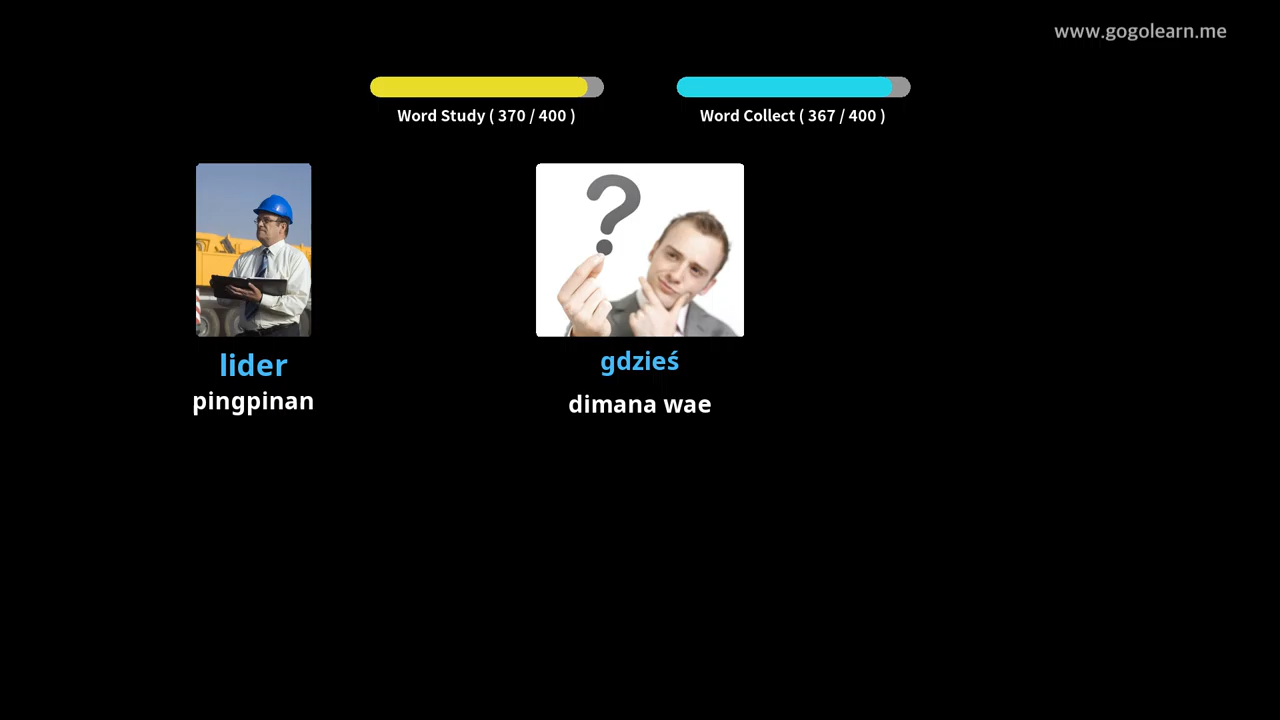 www.gogolearn.me
Word Study ( 370 / 400 )
Word Collect ( 367 / 400 )
lider
pingpinan
gdzieś
dimana wae